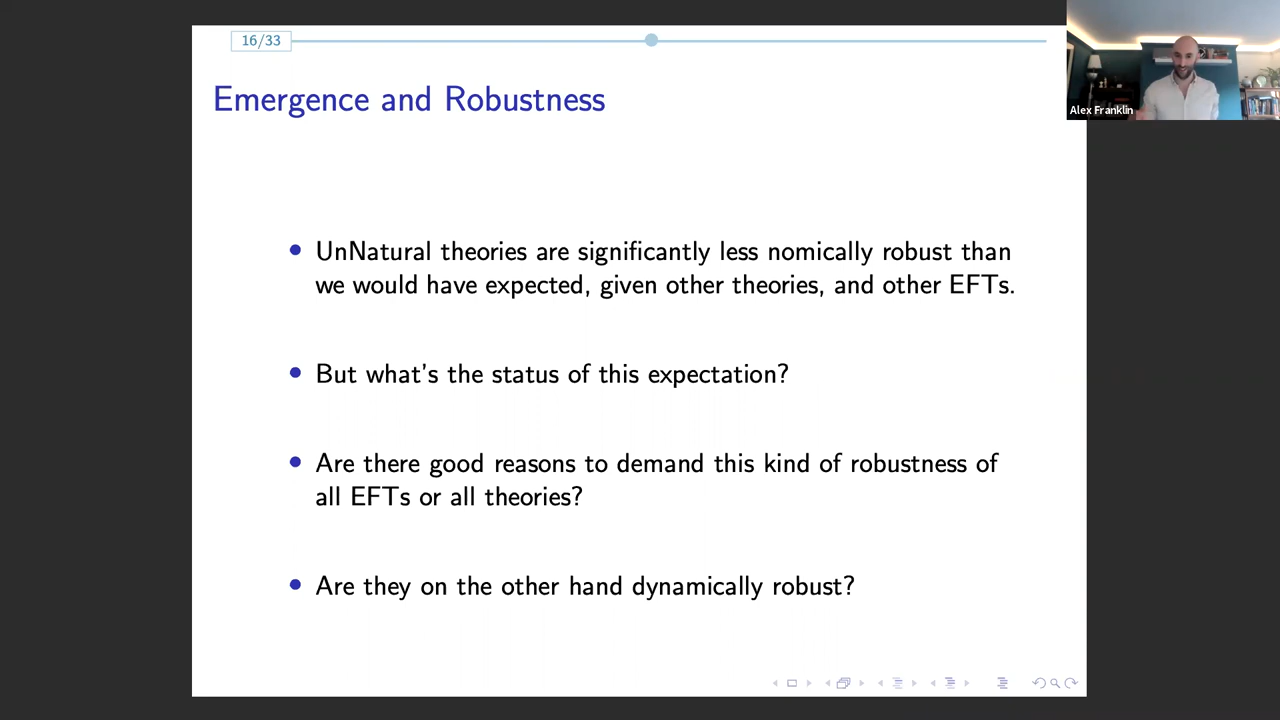 16/33
Alex Franklin
Emergence and Robustness
UnNatural theories are significantly less nomically robust than
we would have expected, given other theories, and other EFTs.
But what's the status of this expectation?
Are there good reasons to demand this kind of robustness of
all EFTs or all theories?
Are they on the other hand dynamically robust?